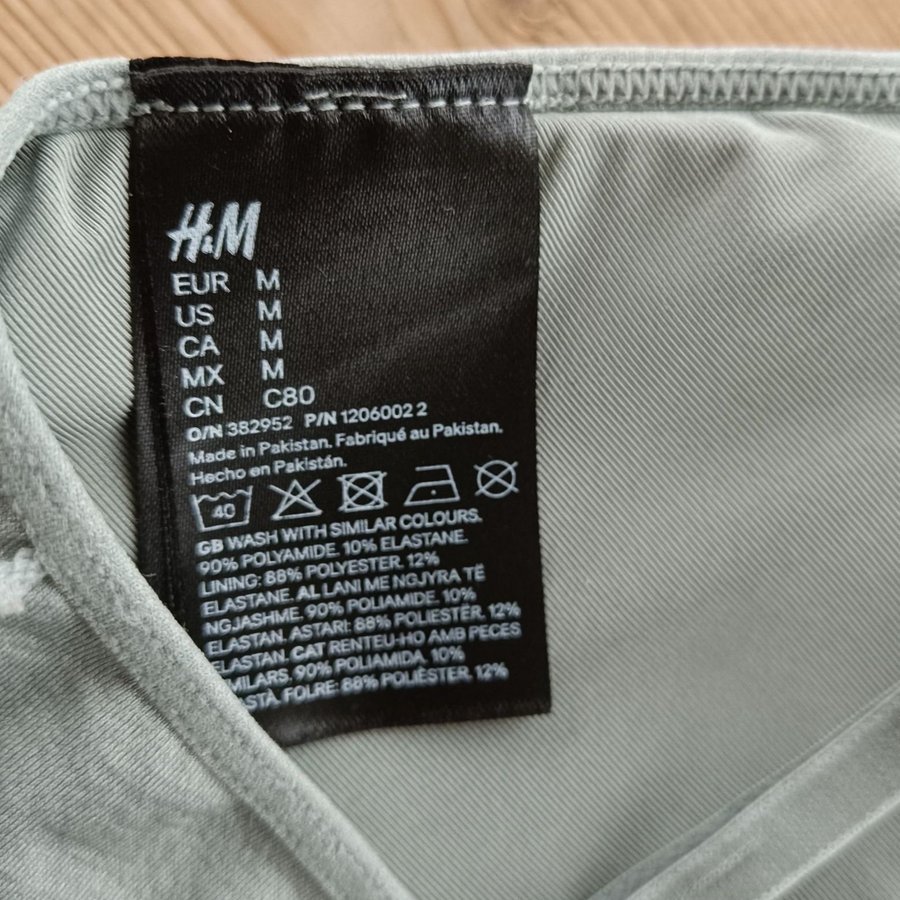 H&M
EUR M
US M
CA M
MX M
CN C80
O/N 382952 P/N 1206002 2
Made in Pakistan. Fabriqué au Pakistan.
Hecho en Pakistán.
40
GB WASH WITH SIMILAR COLOURS.
90% POLYAMIDE. 10% ELASTANE.
LINING: 88% POLYESTER. 12%
ELASTANE. AL LANI ME NGJYRA TË
NGJASHME. 90% POLIAMIDE. 10%
ELASTAN. ASTARI: 88% POLIESTËR. 12%
ELASTAN. CAT RENTEU-HO AMB PECES
90% POLIAMIDA. 10%
FOLRE: 88% POLIÈSTER. 12%